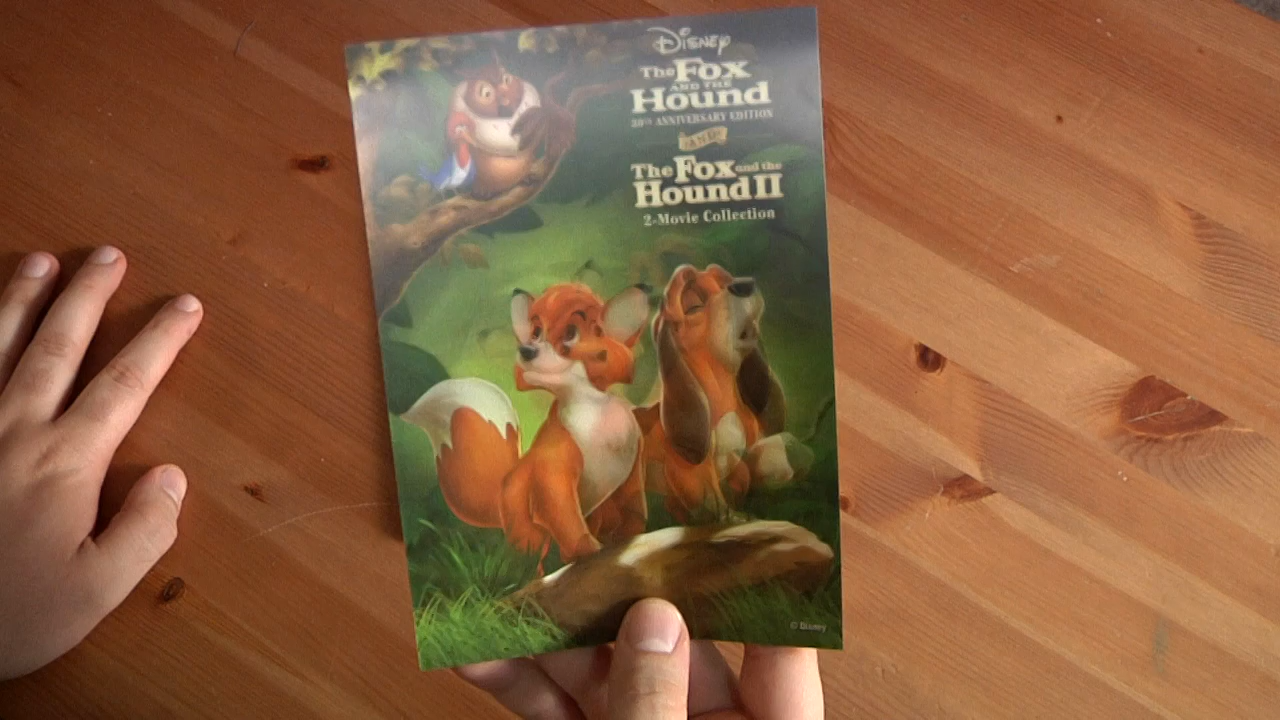 Disney
The Fox
AND THE
Hound
30TH ANNIVERSARY EDITION
The Fox and the
Hound II
2-Movie Collection
© Disney